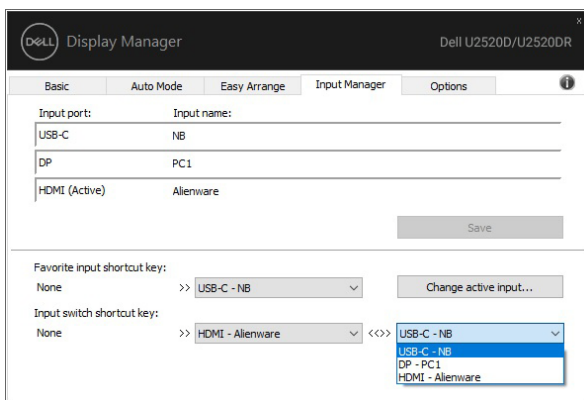 x
DELL Display Manager Dell U2520D/U2520DR
Basic Auto Mode Easy Arrange Input Manager Options i
Input port: Input name:
USB-C NB
DP PC1
HDMI (Active) Alienware
Save
Favorite input shortcut key:
None >> USB-C - NB Change active input...
Input switch shortcut key:
None >> HDMI - Alienware <<>> USB-C - NB
USB-C - NB
DP - PC1
HDMI - Alienware